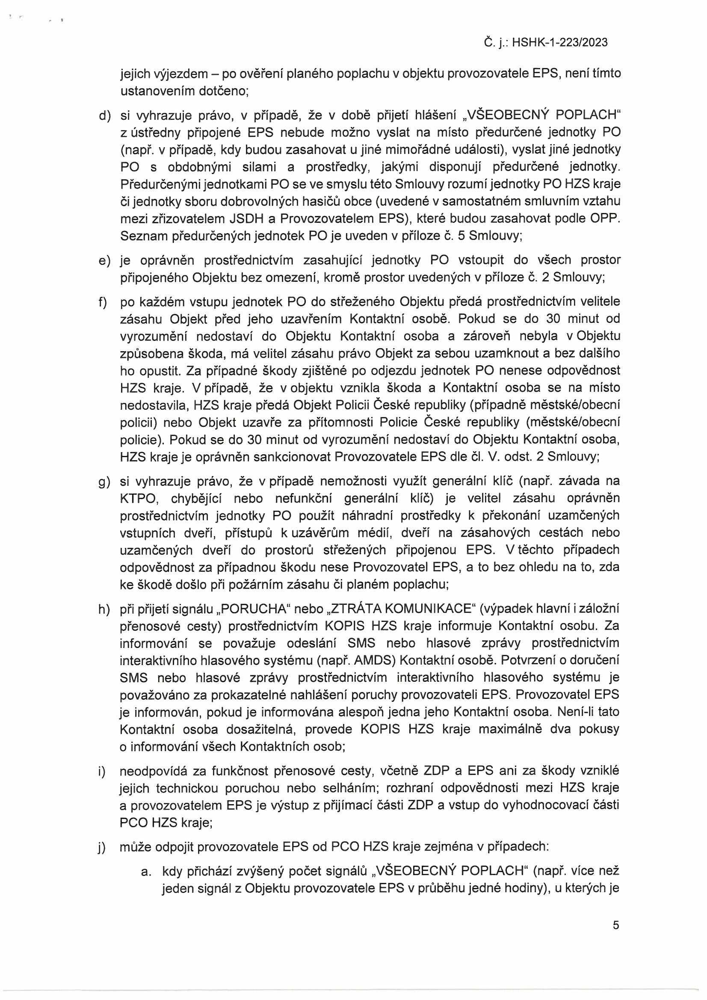 Č. j.: HSHK-1-223/2023
jejich výjezdem – po ověření planého poplachu v objektu provozovatele EPS, není tímto
ustanovením dotčeno;
d) si vyhrazuje právo, v případě, že v době přijetí hlášení „VŠEOBECNÝ POPLACH“
z ústředny připojené EPS nebude možno vyslat na místo předurčené jednotky PO
(např. v případě, kdy budou zasahovat u jiné mimořádné události), vyslat jiné jednotky
PO s obdobnými silami a prostředky, jakými disponují předurčené jednotky.
Předurčenými jednotkami PO se ve smyslu této Smlouvy rozumí jednotky PO HZS kraje
či jednotky sboru dobrovolných hasičů obce (uvedené v samostatném smluvním vztahu
mezi zřizovatelem JSDH a Provozovatelem EPS), které budou zasahovat podle OPP.
Seznam předurčených jednotek PO je uveden v příloze č. 5 Smlouvy;
e) je oprávněn prostřednictvím zasahující jednotky PO vstoupit do všech prostor
připojeného Objektu bez omezení, kromě prostor uvedených v příloze č. 2 Smlouvy;
f) po každém vstupu jednotek PO do střeženého Objektu předá prostřednictvím velitele
zásahu Objekt před jeho uzavřením Kontaktní osobě. Pokud se do 30 minut od
vyrozumění nedostaví do Objektu Kontaktní osoba a zároveň nebyla v Objektu
způsobena škoda, má velitel zásahu právo Objekt za sebou uzamknout a bez dalšího
ho opustit. Za případné škody zjištěné po odjezdu jednotek PO nenese odpovědnost
HZS kraje. V případě, že v objektu vznikla škoda a Kontaktní osoba se na místo
nedostavila, HZS kraje předá Objekt Policii České republiky (případně městské/obecní
policii) nebo Objekt uzavře za přítomnosti Policie České republiky (městské/obecní
policie). Pokud se do 30 minut od vyrozumění nedostaví do Objektu Kontaktní osoba,
HZS kraje je oprávněn sankcionovat Provozovatele EPS dle čl. V. odst. 2 Smlouvy;
g) si vyhrazuje právo, že v případě nemožnosti využít generální klíč (např. závada na
KTPO, chybějící nebo nefunkční generální klíč) je velitel zásahu oprávněn
prostřednictvím jednotky PO použít náhradní prostředky k překonání uzamčených
vstupních dveří, přístupů k uzávěrům médií, dveří na zásahových cestách nebo
uzamčených dveří do prostorů střežených připojenou EPS. V těchto případech
odpovědnost za případnou škodu nese Provozovatel EPS, a to bez ohledu na to, zda
ke škodě došlo při požárním zásahu či planém poplachu;
h) při přijetí signálu „PORUCHA“ nebo „ZTRÁTA KOMUNIKACE“ (výpadek hlavní i záložní
přenosové cesty) prostřednictvím KOPIS HZS kraje informuje Kontaktní osobu. Za
informování se považuje odeslání SMS nebo hlasové zprávy prostřednictvím
interaktivního hlasového systému (např. AMDS) Kontaktní osobě. Potvrzení o doručení
SMS nebo hlasové zprávy prostřednictvím interaktivního hlasového systému je
považováno za prokazatelné nahlášení poruchy provozovateli EPS. Provozovatel EPS
je informován, pokud je informována alespoň jedna jeho Kontaktní osoba. Není-li tato
Kontaktní osoba dosažitelná, provede KOPIS HZS kraje maximálně dva pokusy
o informování všech Kontaktních osob;
i) neodpovídá za funkčnost přenosové cesty, včetně ZDP a EPS ani za škody vzniklé
jejich technickou poruchou nebo selháním; rozhraní odpovědnosti mezi HZS kraje
a provozovatelem EPS je výstup z přijímací části ZDP a vstup do vyhodnocovací části
PCO HZS kraje;
j) může odpojit provozovatele EPS od PCO HZS kraje zejména v případech:
a. kdy přichází zvýšený počet signálů „VŠEOBECNÝ POPLACH“ (např. více než
jeden signál z Objektu provozovatele EPS v průběhu jedné hodiny), u kterých je
5